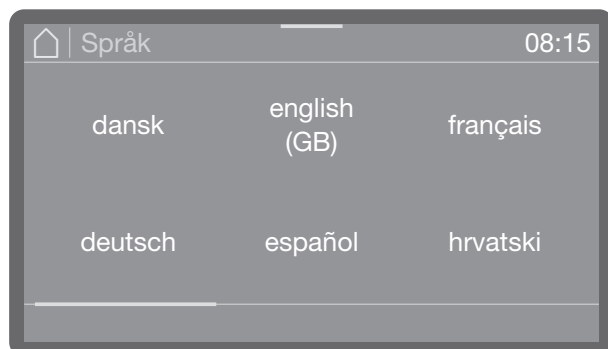 Språk 08:15
dansk
english
(GB)
français
deutsch español hrvatski